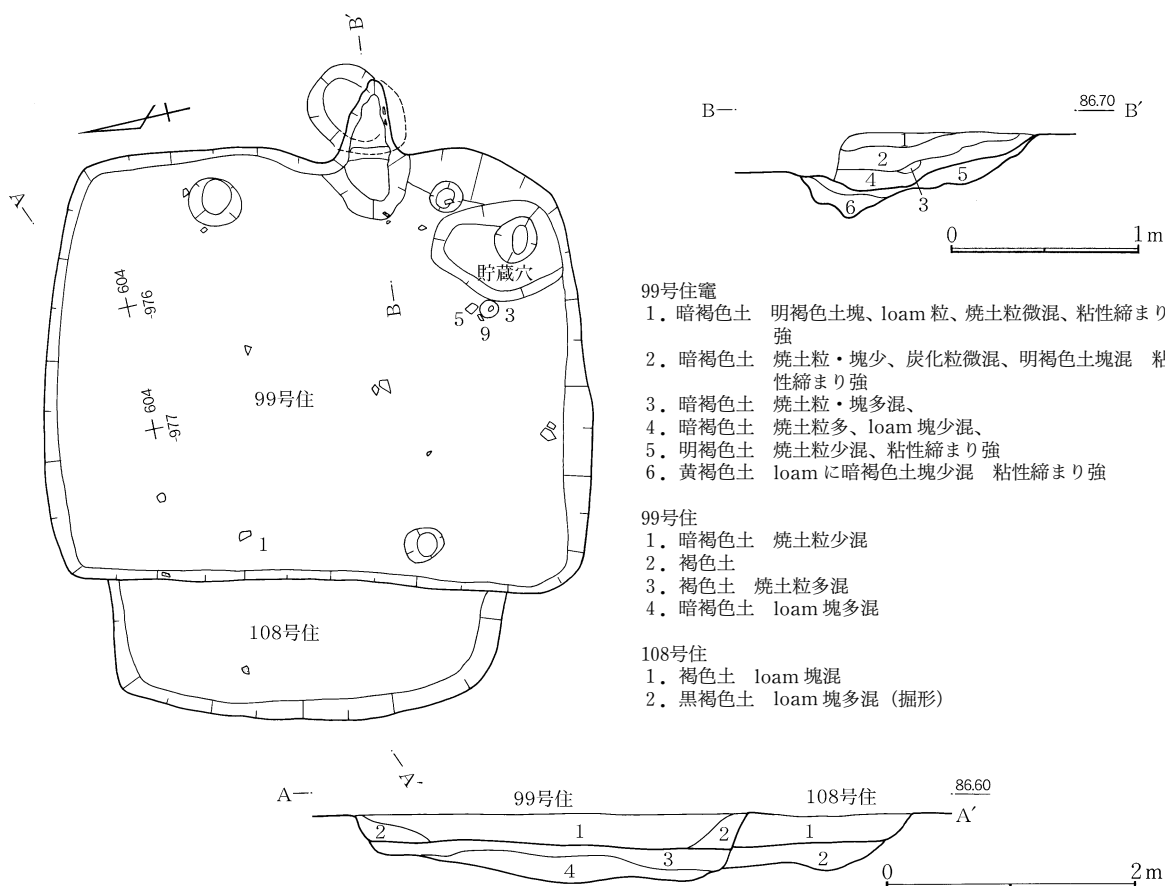 B′
B
86.70
B′
A
貯蔵穴
604
-976
B
5
3
9
604
-977
99号住
1
108号住
A′
2
4
3
5
6
0
1m
99号住竈
1．暗褐色土　明褐色土塊、loam 粒、焼土粒微混、粘性締まり
強
2．暗褐色土　焼土粒・塊少、炭化粒微混、明褐色土塊混　粘
性締まり強
3．暗褐色土　焼土粒・塊多混、
4．暗褐色土　焼土粒多、loam 塊少混、
5．明褐色土　焼土粒少混、粘性締まり強
6．黄褐色土　loam に暗褐色土塊少混　粘性締まり強
99号住
1．暗褐色土　焼土粒少混
2．褐色土
3．褐色土　焼土粒多混
4．暗褐色土　loam 塊多混
108号住
1．褐色土　loam 塊混
2．黒褐色土　loam 塊多混（掘形）
A
99号住
108号住
86.60
A′
2
1
2
1
3
4
2
0
2m